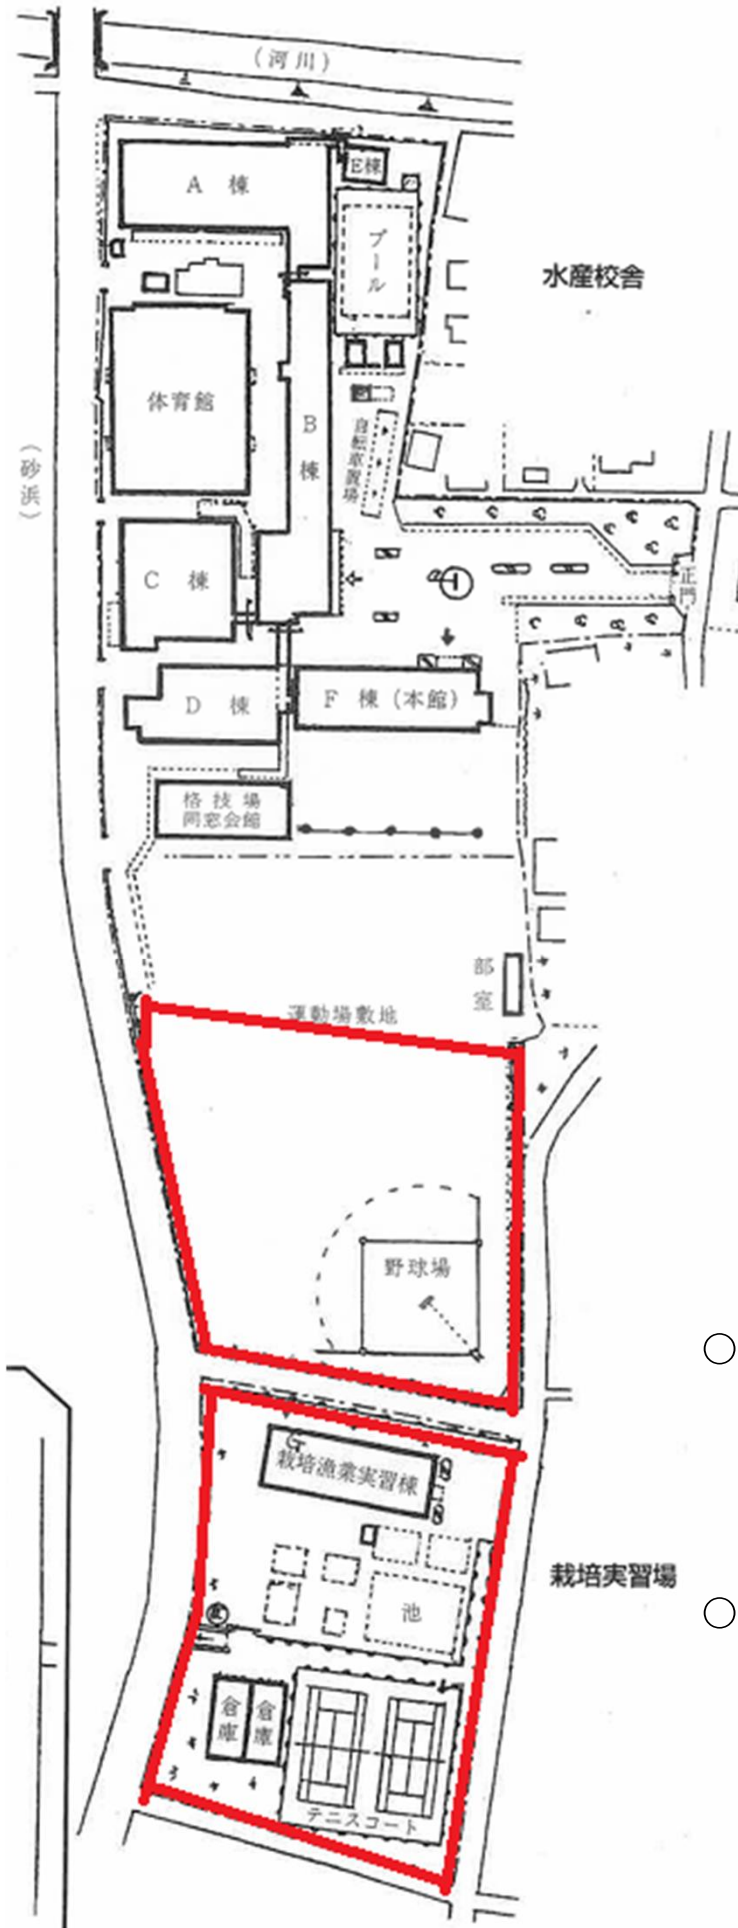 (河川)
A 棟
E棟
プール
水産校舎
体育館
B棟
自転車置場
(砂浜)
C 棟
正門
D 棟
F 棟(本館)
格技場
同窓会館
部室
運動場敷地
野球場
G
栽培漁業実習棟
栽培実習場
池
倉庫
倉庫
テニスコート